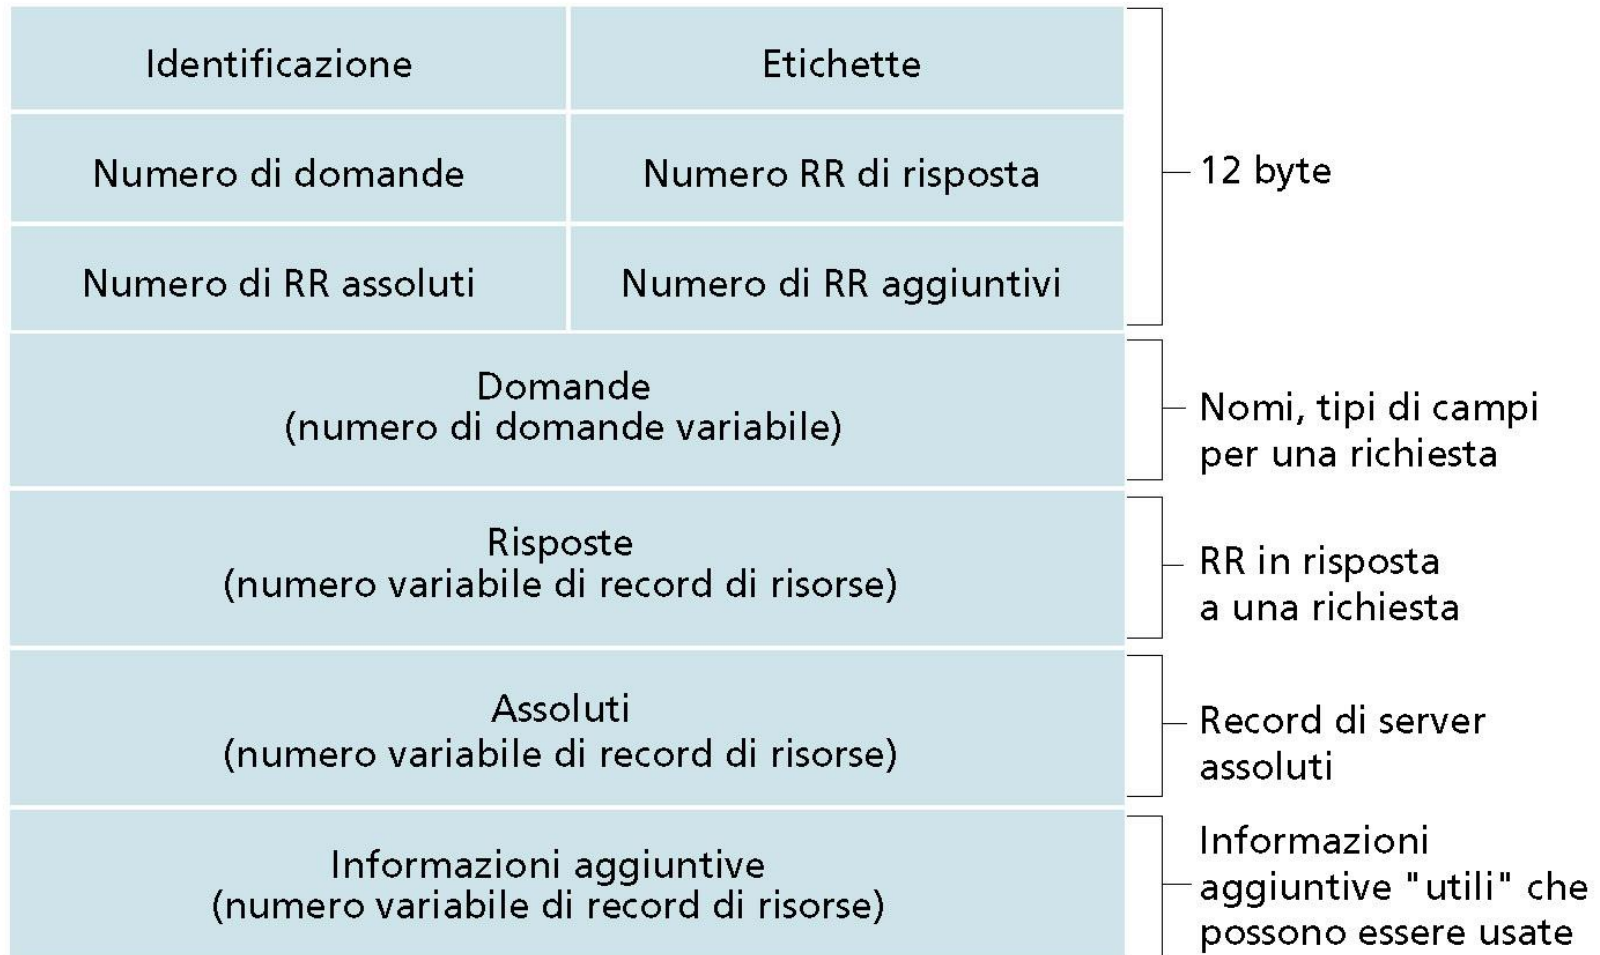 Identificazione
Etichette
Numero di domande
Numero RR di risposta
12 byte
Numero di RR assoluti
Numero di RR aggiuntivi
Domande
(numero di domande variabile)
Nomi, tipi di campi
per una richiesta
Risposte
(numero variabile di record di risorse)
RR in risposta
a una richiesta
Assoluti
(numero variabile di record di risorse)
Record di server
assoluti
Informazioni aggiuntive
(numero variabile di record di risorse)
Informazioni
aggiuntive "utili" che
possono essere usate